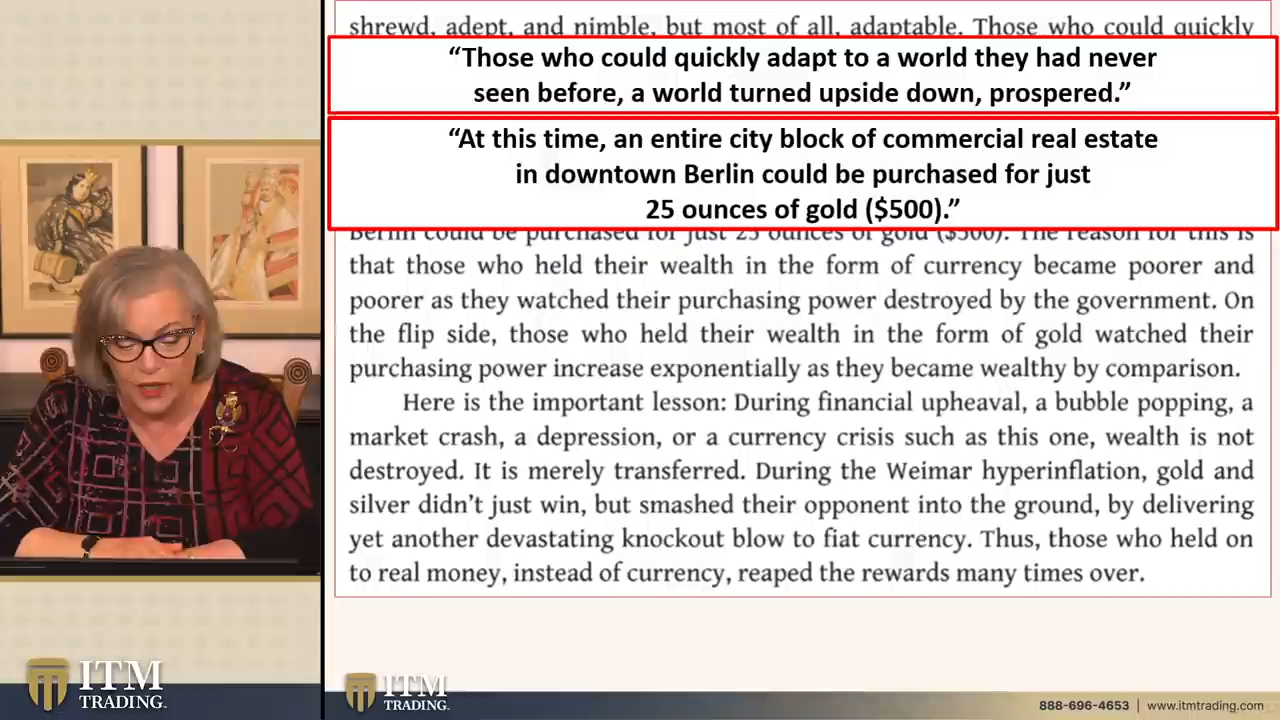 shrewd, adept, and nimble, but most of all, adaptable. Those who could quickly
“Those who could quickly adapt to a world they had never
seen before, a world turned upside down, prospered.”
“At this time, an entire city block of commercial real estate
in downtown Berlin could be purchased for just
25 ounces of gold ($500).”
Berlin could be purchased for just 25 ounces of gold ($500). The reason for this is
that those who held their wealth in the form of currency became poorer and
poorer as they watched their purchasing power destroyed by the government. On
the flip side, those who held their wealth in the form of gold watched their
purchasing power increase exponentially as they became wealthy by comparison.
Here is the important lesson: During financial upheaval, a bubble popping, a
market crash, a depression, or a currency crisis such as this one, wealth is not
destroyed. It is merely transferred. During the Weimar hyperinflation, gold and
silver didn’t just win, but smashed their opponent into the ground, by delivering
yet another devastating knockout blow to fiat currency. Thus, those who held on
to real money, instead of currency, reaped the rewards many times over.
ITM
TRADING.
ITM
TRADING.
888-696-4653 | www.itmtrading.com